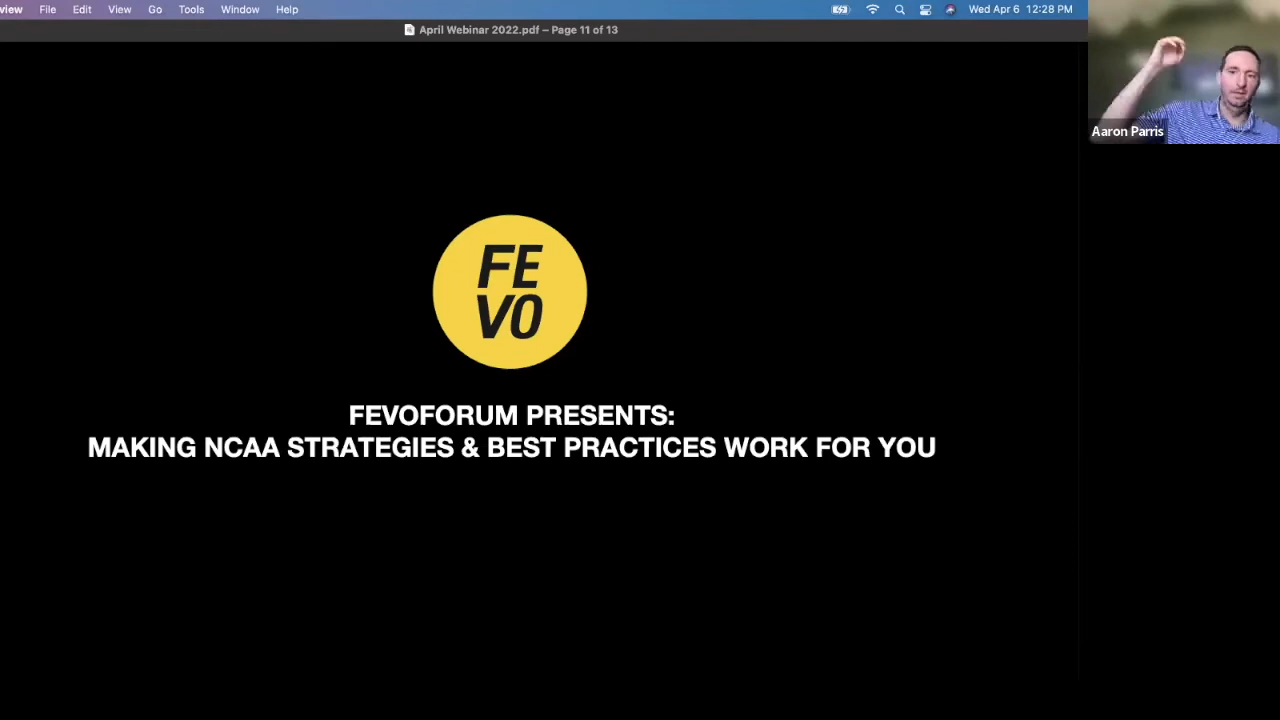 view File Edit View Go Tools Window Help Wed Apr 6 12:28 PM
April Webinar 2022.pdf – Page 11 of 13
Aaron Parris
FE
VO
FEVOFORUM PRESENTS:
MAKING NCAA STRATEGIES & BEST PRACTICES WORK FOR YOU